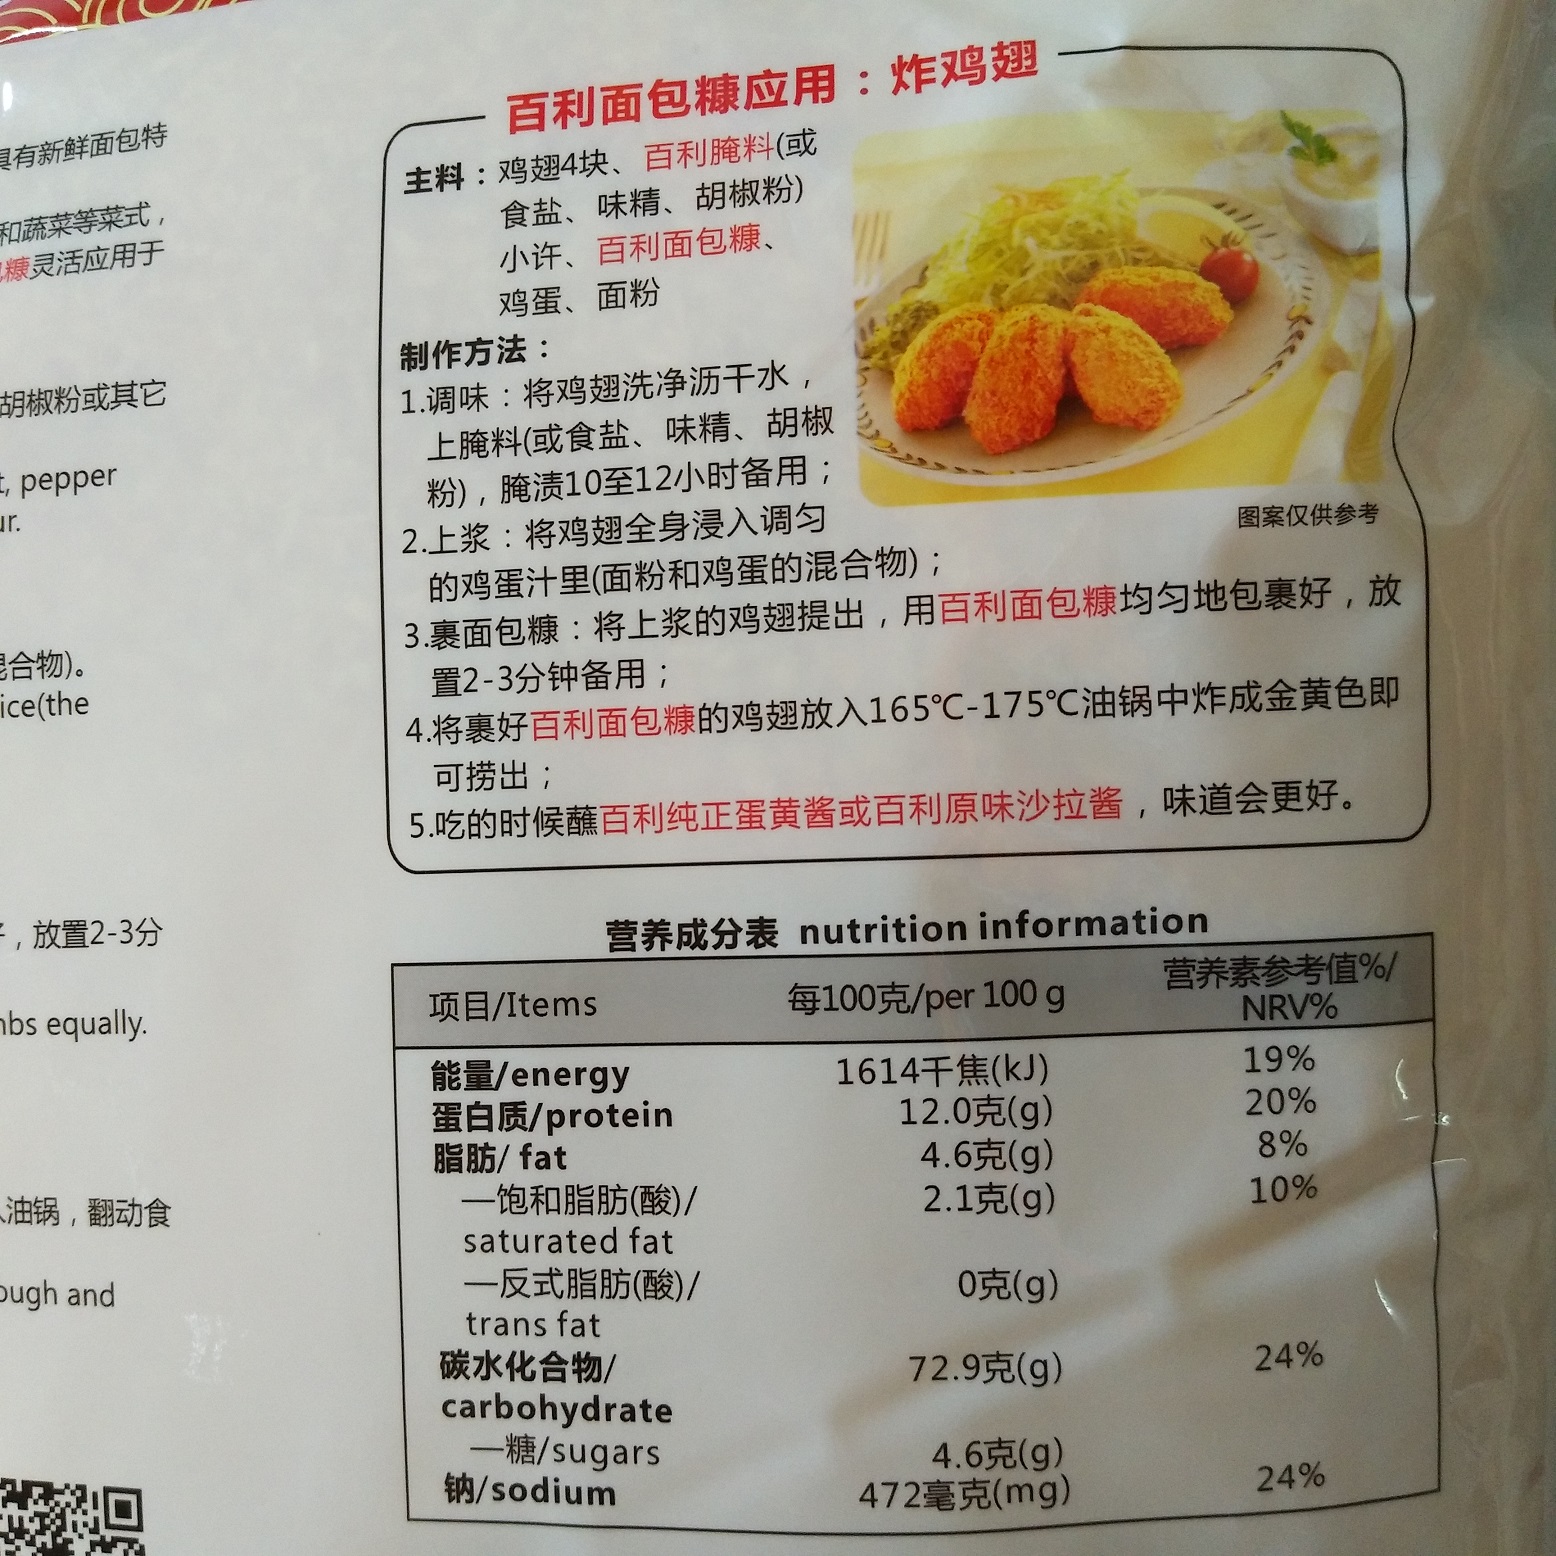 具有新鲜面包特
和蔬菜等菜式，
糠灵活应用于
胡椒粉或其它
pepper
混合物)。
(the
，放置2-3分
equally.
油锅，翻动食
and
百利面包糠应用：炸鸡翅
主料：鸡翅4块、百利腌料(或
食盐、味精、胡椒粉)
小许、百利面包糠、
鸡蛋、面粉
制作方法：
1.调味：将鸡翅洗净沥干水，
上腌料(或食盐、味精、胡椒
粉)，腌渍10至12小时备用；
2.上浆：将鸡翅全身浸入调匀
的鸡蛋汁里(面粉和鸡蛋的混合物)；
3.裹面包糠：将上浆的鸡翅提出，用百利面包糠均匀地包裹好，放
置2-3分钟备用；
4.将裹好百利面包糠的鸡翅放入165℃-175℃油锅中炸成金黄色即
可捞出；
5.吃的时候蘸百利纯正蛋黄酱或百利原味沙拉酱，味道会更好。
图案仅供参考
营养成分表 nutrition information
项目/Items 每100克/per 100 g 营养素参考值%/
NRV%
能量/energy 1614千焦(kJ) 19%
蛋白质/protein 12.0克(g) 20%
脂肪/ fat 4.6克(g) 8%
—饱和脂肪(酸)/ 2.1克(g) 10%
saturated fat
—反式脂肪(酸)/ 0克(g)
trans fat
碳水化合物/ 72.9克(g) 24%
carbohydrate
—糖/sugars 4.6克(g)
钠/sodium 472毫克(mg) 24%